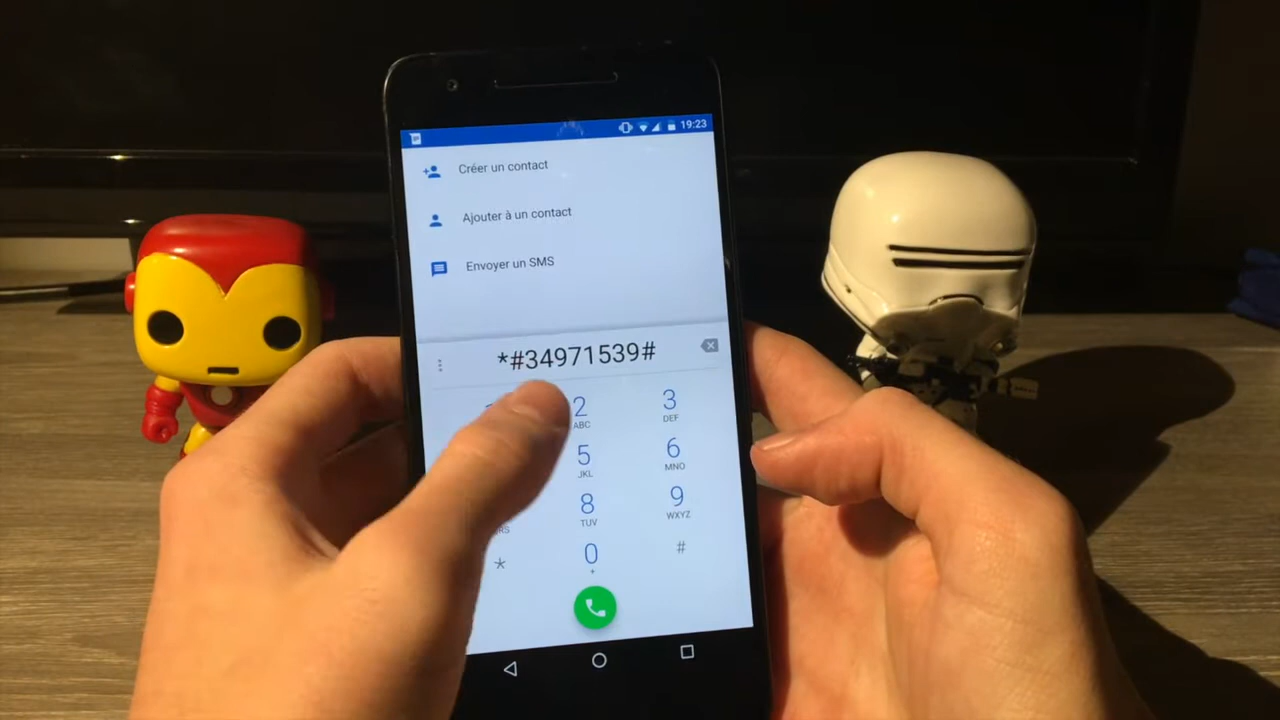 19:23
Créer un contact
Ajouter à un contact
Envoyer un SMS
*#34971539#
2 3
ABC DEF
5 6
JKL MNO
8 9
TUV WXYZ
* 0 #
+